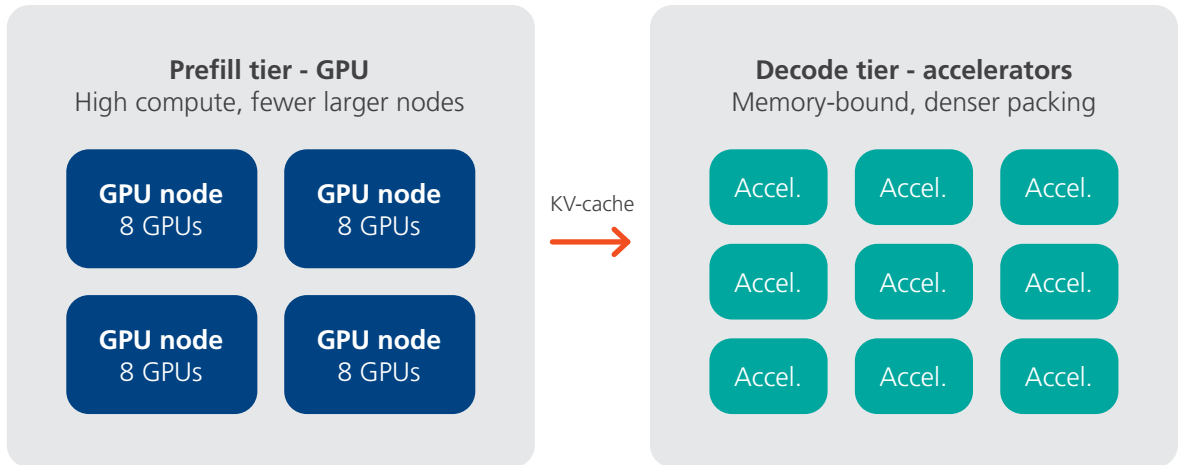 Prefill tier - GPU
High compute, fewer larger nodes
GPU node
8 GPUs
GPU node
8 GPUs
GPU node
8 GPUs
GPU node
8 GPUs
KV-cache
Decode tier - accelerators
Memory-bound, denser packing
Accel.
Accel.
Accel.
Accel.
Accel.
Accel.
Accel.
Accel.
Accel.